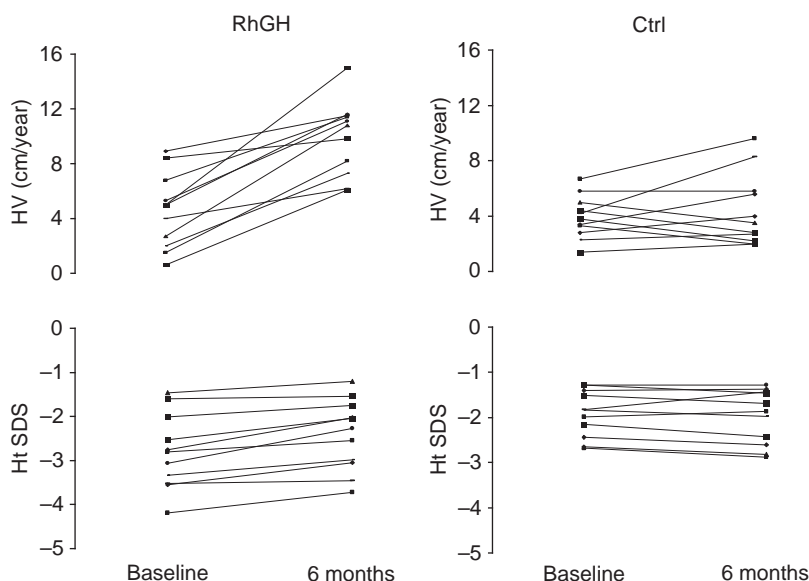 RhGH
Ctrl
HV (cm/year)
16
12
8
4
0
HV (cm/year)
16
12
8
4
0
Ht SDS
0
–1
–2
–3
–4
–5
Baseline
6 months
Ht SDS
0
–1
–2
–3
–4
–5
Baseline
6 months